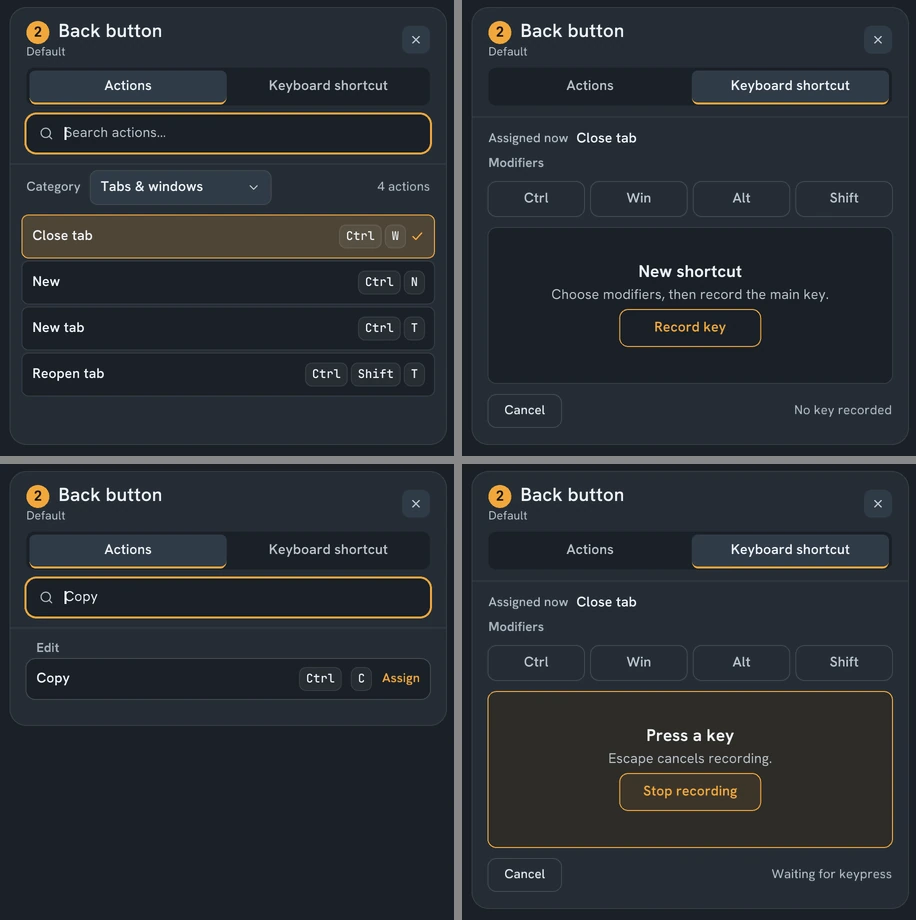 2 Back button
Default
Actions Keyboard shortcut
Search actions...
Category Tabs & windows 4 actions
Close tab Ctrl W
New Ctrl N
New tab Ctrl T
Reopen tab Ctrl Shift T
2 Back button
Default
Actions Keyboard shortcut
Assigned now Close tab
Modifiers
Ctrl Win Alt Shift
New shortcut
Choose modifiers, then record the main key.
Record key
Cancel No key recorded
2 Back button
Default
Actions Keyboard shortcut
Copy
Edit
Copy Ctrl C Assign
2 Back button
Default
Actions Keyboard shortcut
Assigned now Close tab
Modifiers
Ctrl Win Alt Shift
Press a key
Escape cancels recording.
Stop recording
Cancel Waiting for keypress